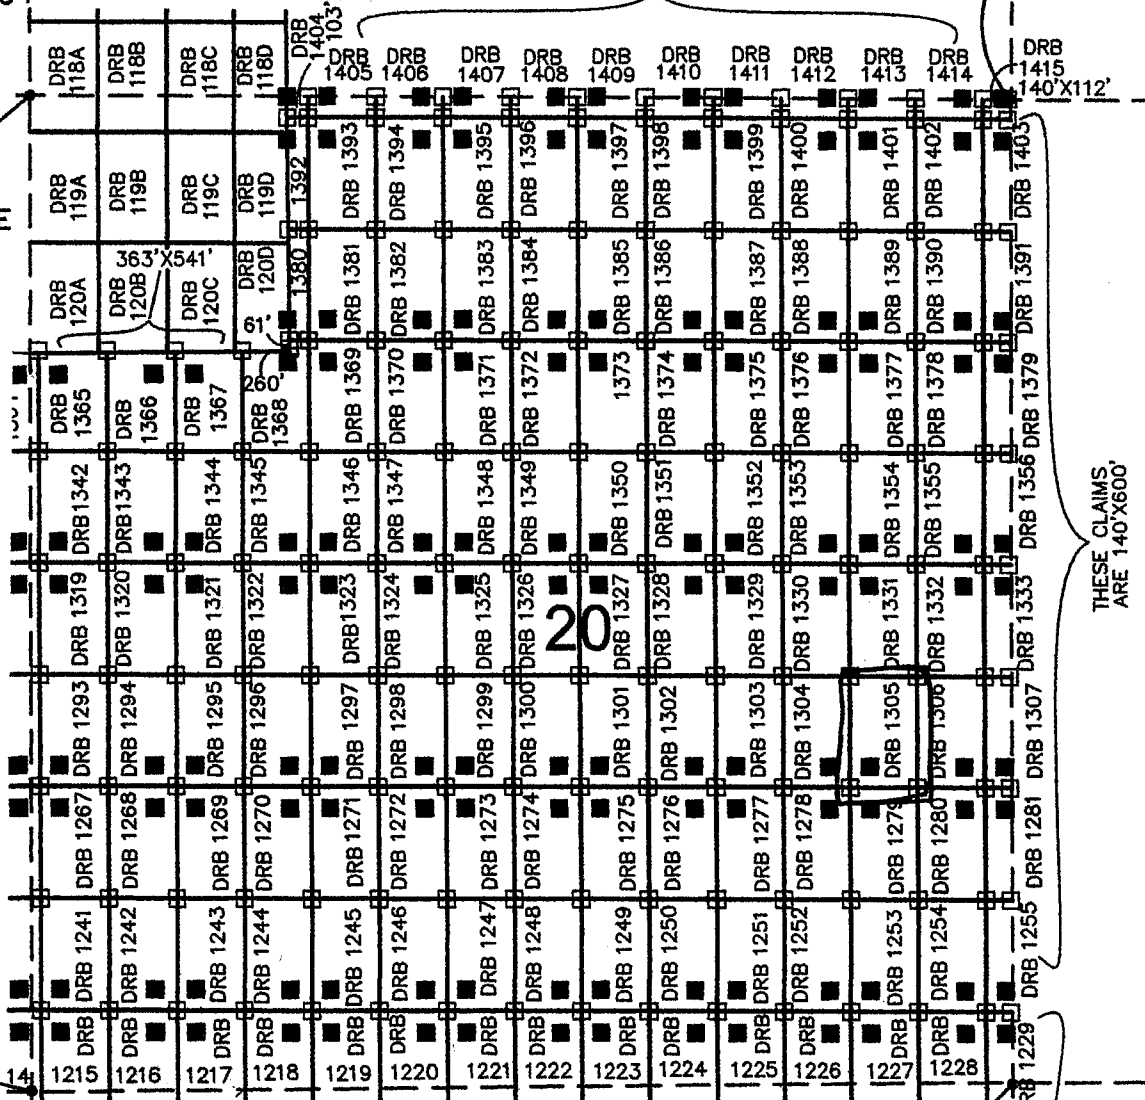 DRB 1404
103'
DRB 1405
DRB 1406
DRB 1407
DRB 1408
DRB 1409
DRB 1410
DRB 1411
DRB 1412
DRB 1413
DRB 1414
DRB 1415
140'X112'
DRB 118A
DRB 118B
DRB 118C
DRB 118D
DRB 119A
DRB 119B
DRB 119C
DRB 119D
1392
DRB 1393
DRB 1394
DRB 1395
DRB 1396
DRB 1397
DRB 1398
DRB 1399
DRB 1400
DRB 1401
DRB 1402
DRB 1403
363'X541'
DRB 120A
DRB 120B
DRB 120C
DRB 120D
1380
DRB 1381
DRB 1382
DRB 1383
DRB 1384
DRB 1385
DRB 1386
DRB 1387
DRB 1388
DRB 1389
DRB 1390
DRB 1391
61'
260'
DRB 1365
DRB 1366
DRB 1367
DRB 1368
DRB 1369
DRB 1370
DRB 1371
DRB 1372
1373
DRB 1374
DRB 1375
DRB 1376
DRB 1377
DRB 1378
DRB 1379
DRB 1342
DRB 1343
DRB 1344
DRB 1345
DRB 1346
DRB 1347
DRB 1348
DRB 1349
DRB 1350
DRB 1351
DRB 1352
DRB 1353
DRB 1354
DRB 1355
DRB 1356
THESE CLAIMS
ARE 140'X600'
DRB 1319
DRB 1320
DRB 1321
DRB 1322
DRB 1323
DRB 1324
DRB 1325
DRB 1326
DRB 1327
DRB 1328
DRB 1329
DRB 1330
DRB 1331
DRB 1332
DRB 1333
20
DRB 1293
DRB 1294
DRB 1295
DRB 1296
DRB 1297
DRB 1298
DRB 1299
DRB 1300
DRB 1301
DRB 1302
DRB 1303
DRB 1304
DRB 1305
DRB 1306
DRB 1307
DRB 1267
DRB 1268
DRB 1269
DRB 1270
DRB 1271
DRB 1272
DRB 1273
DRB 1274
DRB 1275
DRB 1276
DRB 1277
DRB 1278
DRB 1279
DRB 1280
DRB 1281
DRB 1241
DRB 1242
DRB 1243
DRB 1244
DRB 1245
DRB 1246
DRB 1247
DRB 1248
DRB 1249
DRB 1250
DRB 1251
DRB 1252
DRB 1253
DRB 1254
DRB 1255
14
DRB 1215
DRB 1216
DRB 1217
DRB 1218
DRB 1219
DRB 1220
DRB 1221
DRB 1222
DRB 1223
DRB 1224
DRB 1225
DRB 1226
DRB 1227
DRB 1228
RB 1229